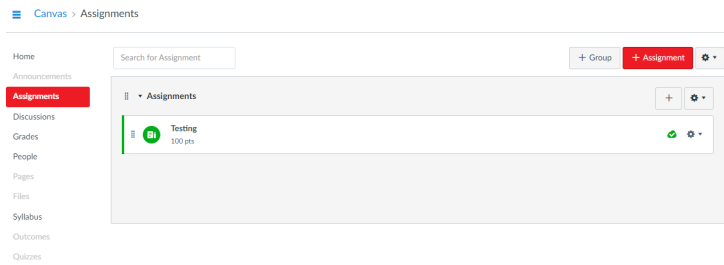 Canvas > Assignments
Home
Announcements
Assignments
Discussions
Grades
People
Pages
Files
Syllabus
Outcomes
Quizzes
Search for Assignment
+ Group
+ Assignment
Assignments
+
Testing
100 pts